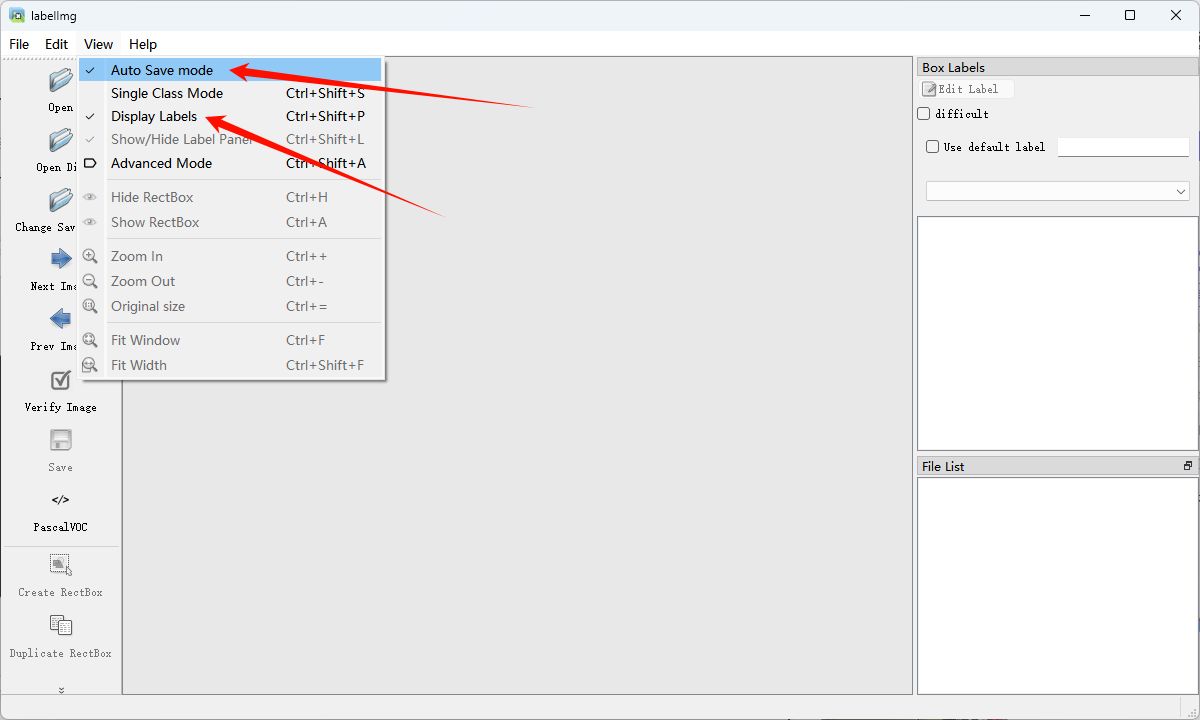 labelImg
File Edit View Help
Open
Open Di
Change Sav
Next Ima
Prev Ima
Verify Image
Save
</>
PascalVOC
Create RectBox
Duplicate RectBox
Auto Save mode
Single Class Mode Ctrl+Shift+S
Display Labels Ctrl+Shift+P
Show/Hide Label Panel Ctrl+Shift+L
Advanced Mode Ctrl+Shift+A
Hide RectBox Ctrl+H
Show RectBox Ctrl+A
Zoom In Ctrl++
Zoom Out Ctrl+-
Original size Ctrl+=
Fit Window Ctrl+F
Fit Width Ctrl+Shift+F
Box Labels
Edit Label
difficult
Use default label
File List